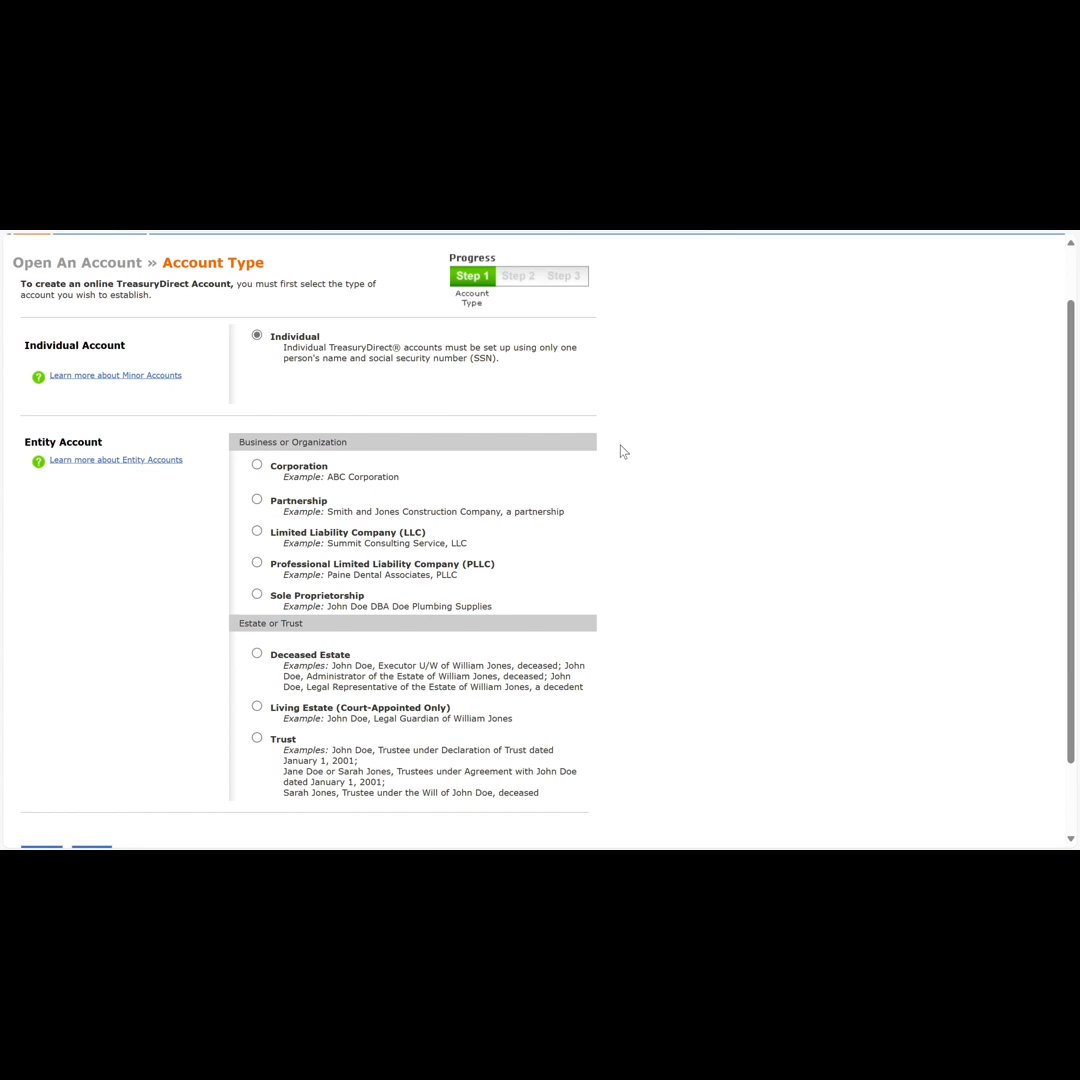 Open An Account » Account Type
Progress
Step 1 Step 2 Step 3
Account
Type
To create an online TreasuryDirect Account, you must first select the type of
account you wish to establish.
Individual Account
Learn more about Minor Accounts
Individual
Individual TreasuryDirect® accounts must be set up using only one
person's name and social security number (SSN).
Entity Account
Learn more about Entity Accounts
Business or Organization
Corporation
Example: ABC Corporation
Partnership
Example: Smith and Jones Construction Company, a partnership
Limited Liability Company (LLC)
Example: Summit Consulting Service, LLC
Professional Limited Liability Company (PLLC)
Example: Paine Dental Associates, PLLC
Sole Proprietorship
Example: John Doe DBA Doe Plumbing Supplies
Estate or Trust
Deceased Estate
Examples: John Doe, Executor U/W of William Jones, deceased; John
Doe, Administrator of the Estate of William Jones, deceased; John
Doe, Legal Representative of the Estate of William Jones, a decedent
Living Estate (Court-Appointed Only)
Example: John Doe, Legal Guardian of William Jones
Trust
Examples: John Doe, Trustee under Declaration of Trust dated
January 1, 2001;
Jane Doe or Sarah Jones, Trustees under Agreement with John Doe
dated January 1, 2001;
Sarah Jones, Trustee under the Will of John Doe, deceased